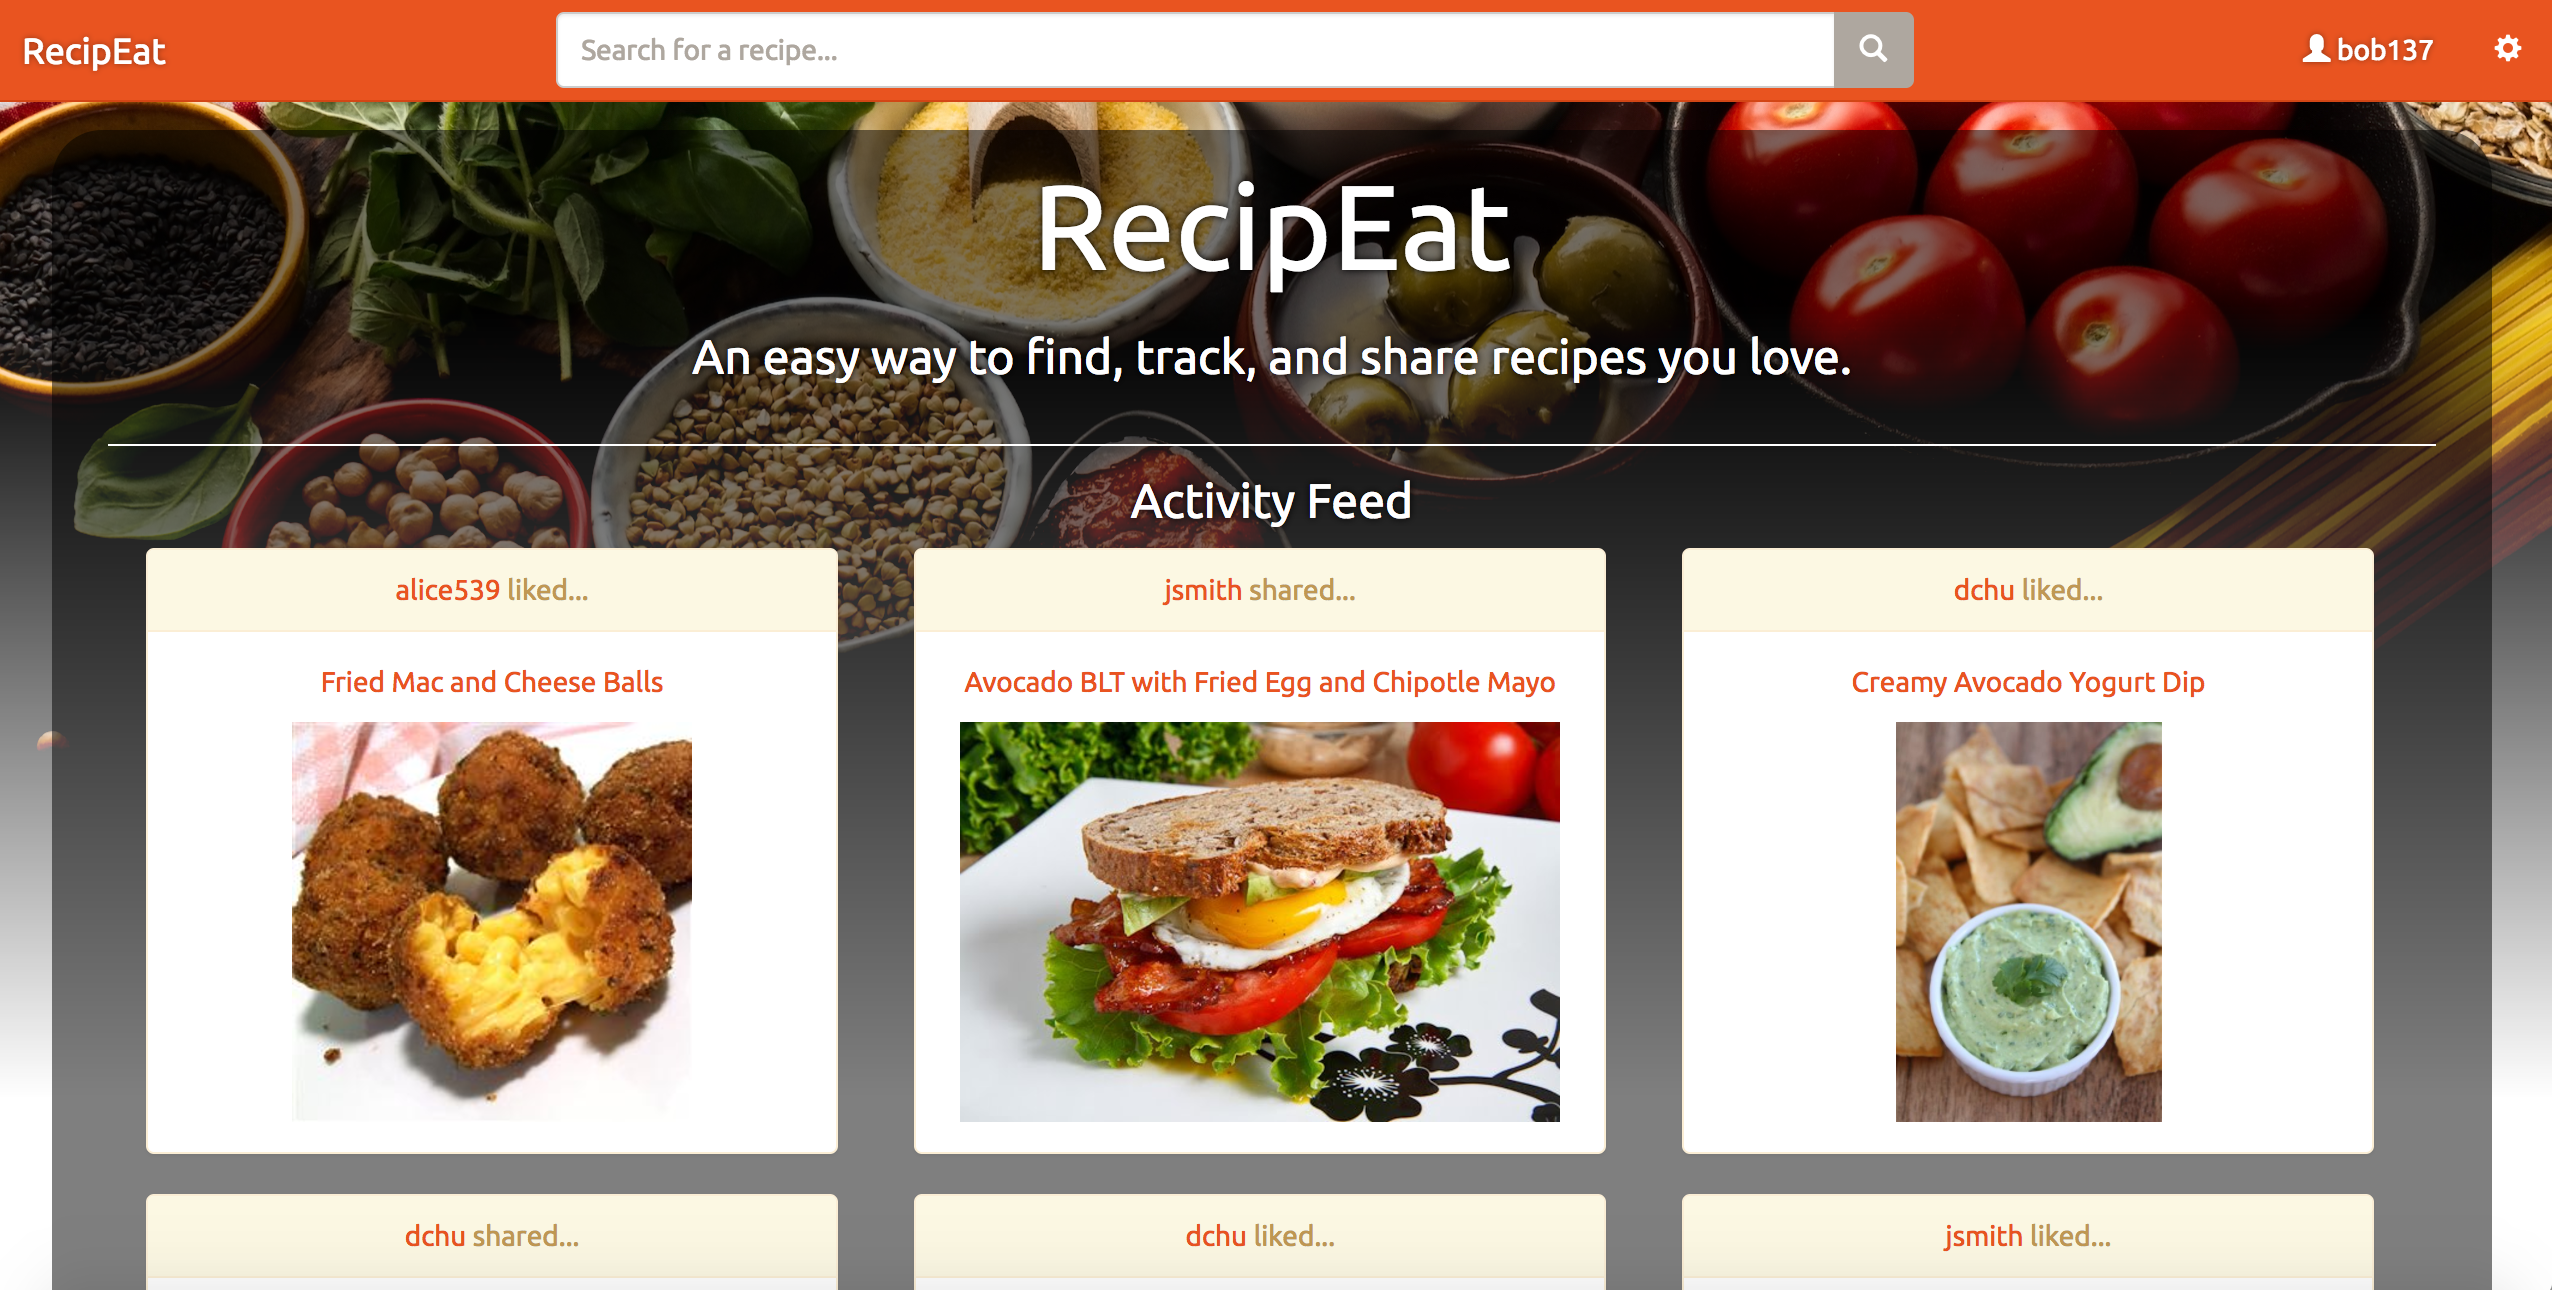 RecipEat
Search for a recipe...
bob137
RecipEat
An easy way to find, track, and share recipes you love.
Activity Feed
alice539 liked...
jsmith shared...
dchu liked...
Fried Mac and Cheese Balls
Avocado BLT with Fried Egg and Chipotle Mayo
Creamy Avocado Yogurt Dip
dchu shared...
dchu liked...
jsmith liked...